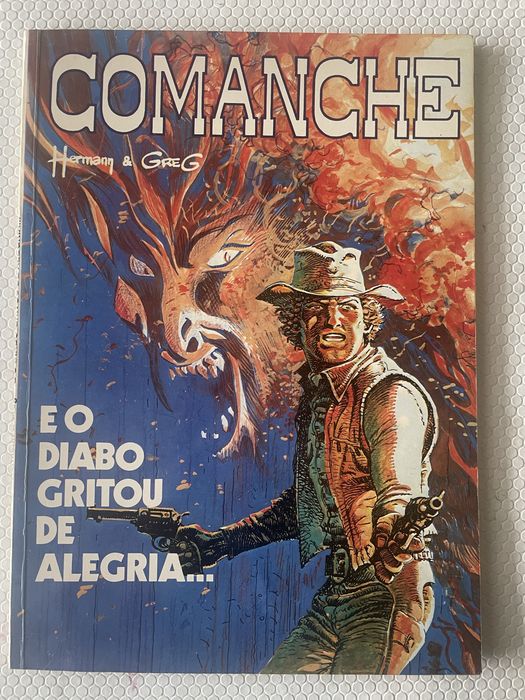 COMANCHE
Hermann & GREG
E O
DIABO
GRITOU
DE
ALEGRIA...